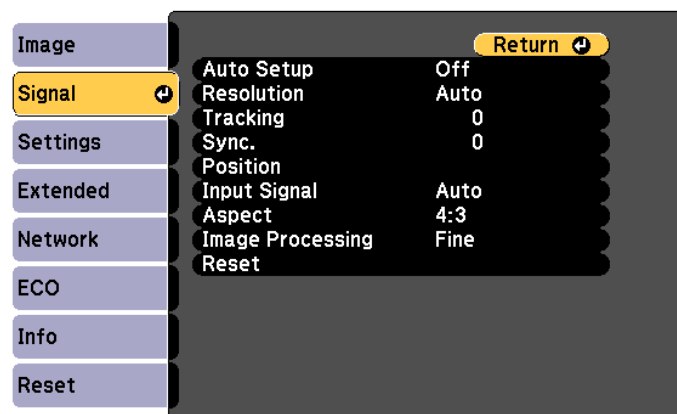 Image
Signal
Settings
Extended
Network
ECO
Info
Reset
Return
Auto Setup Off
Resolution Auto
Tracking 0
Sync. 0
Position
Input Signal Auto
Aspect 4:3
Image Processing Fine
Reset